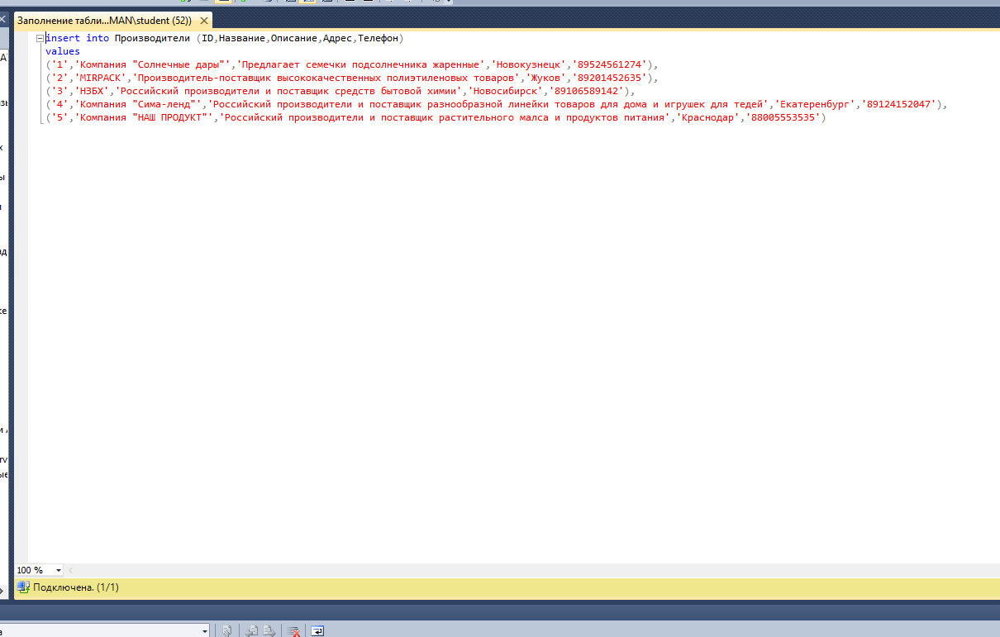 Заполнение табли...MAN\student (52))
insert into Производители (ID,Название,Описание,Адрес,Телефон)
values
('1','Компания "Солнечные дары"','Предлагает семечки подсолнечника жаренные','Новокузнецк','89524561274'),
('2','MIRPACK','Производитель-поставщик высококачественных полиэтиленовых товаров','Жуков','89201452635'),
('3','НЗБХ','Российский производители и поставщик средств бытовой химии','Новосибирск','89106589142'),
('4','Компания "Сима-ленд"','Российский производители и поставщик разнообразной линейки товаров для дома и игрушек для тедей','Екатеренбург','89124152047'),
('5','Компания "НАШ ПРОДУКТ"','Российский производители и поставщик растительного малса и продуктов питания','Краснодар','88005553535')
100 %
Подключена. (1/1)